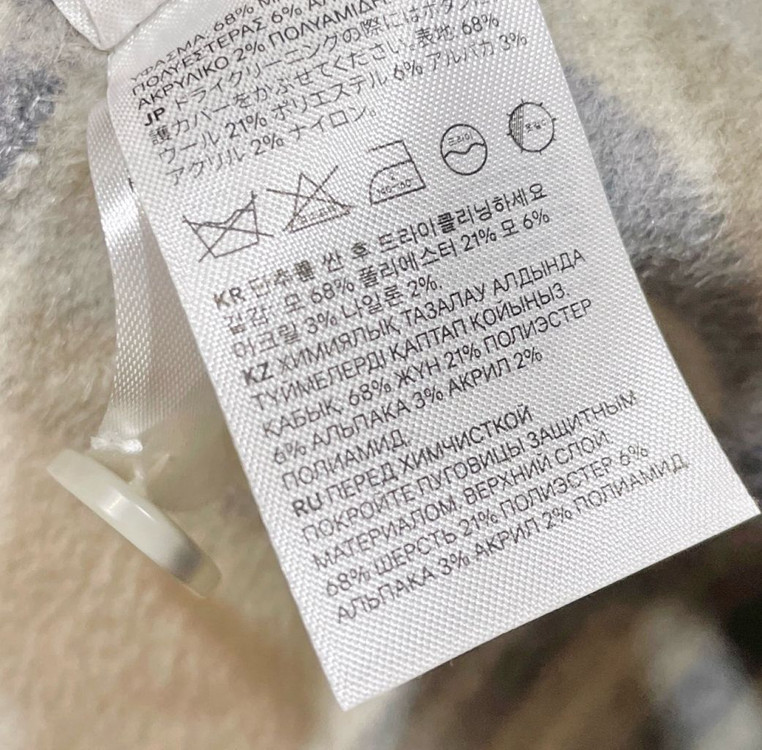 ΥΦΑΣΜΑ. 68%
ΠΟΛΥΕΣΤΕΡΑΣ 6%
ΑΚΡΥΛΙΚΟ 2% ΠΟΛΥΑΜΙΔΗ
JP ドライクリーニングの際にはボタンに
護カバーをかぶせてください。表地 68%
ウール 21% ポリエステル 6% アルパカ 3%
アクリル 2% ナイロン。
KR 단추를 싼 후 드라이클리닝하세요
겉감: 모 68% 폴리에스터 21% 모 6%
아크릴 3% 나일론 2%.
KZ ХИМИЯЛЫҚ ТАЗАЛАУ АЛДЫНДА
ТҮЙМЕЛЕРДІ ҚАПТАП ҚОЙЫҢЫЗ.
ҚАБЫҚ. 68% ЖҮН 21% ПОЛИЭСТЕР
6% АЛЬПАКА 3% АКРИЛ 2%
ПОЛИАМИД.
RU ПЕРЕД ХИМЧИСТКОЙ
ПОКРОЙТЕ ПУГОВИЦЫ ЗАЩИТНЫМ
МАТЕРИАЛОМ. ВЕРХНИЙ СЛОЙ.
68% ШЕРСТЬ 21% ПОЛИЭСТЕР 6%
АЛЬПАКА 3% АКРИЛ 2% ПОЛИАМИД.